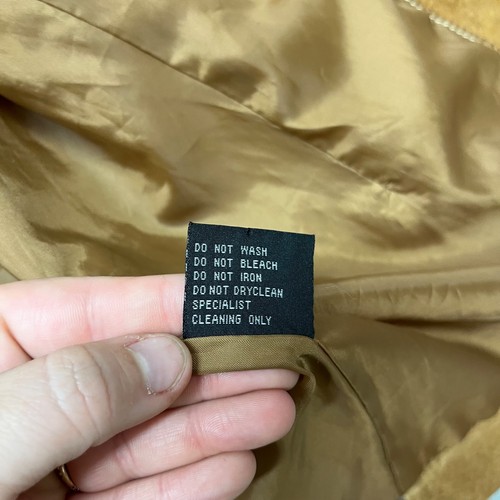 DO NOT WASH
DO NOT BLEACH
DO NOT IRON
DO NOT DRYCLEAN
SPECIALIST
CLEANING ONLY